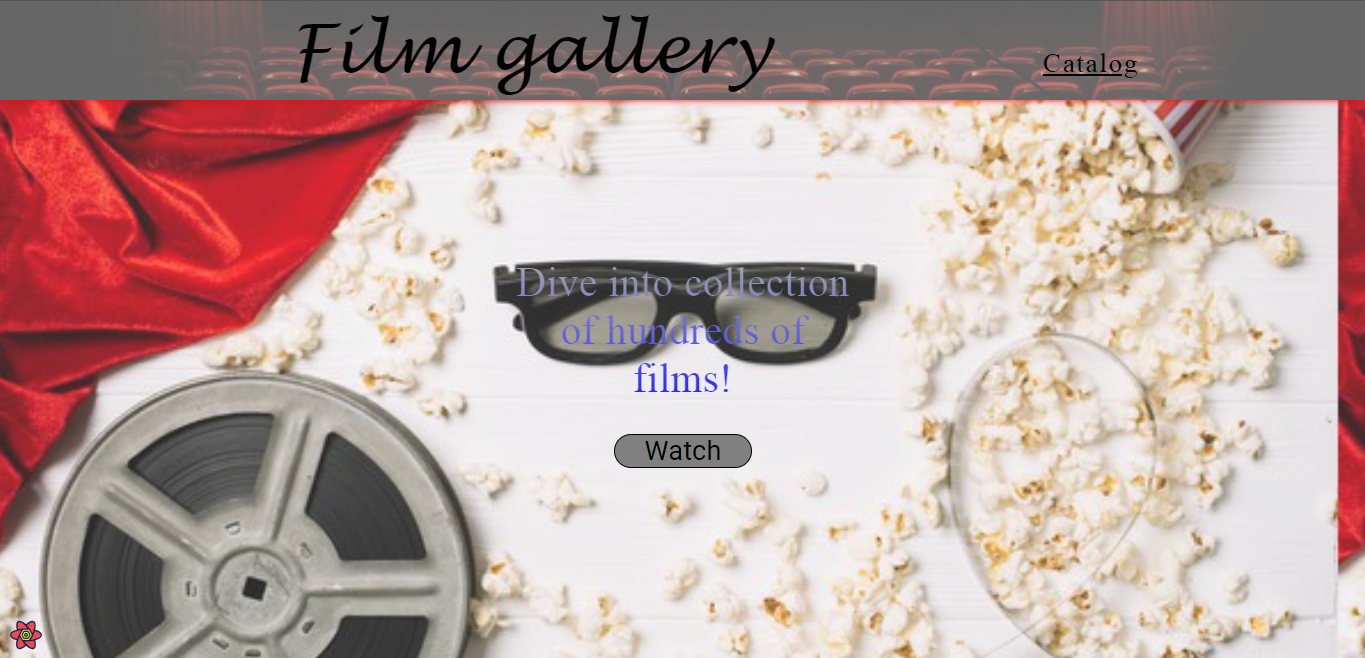 Film gallery
Catalog
Dive into collection
of hundreds of
films!
Watch